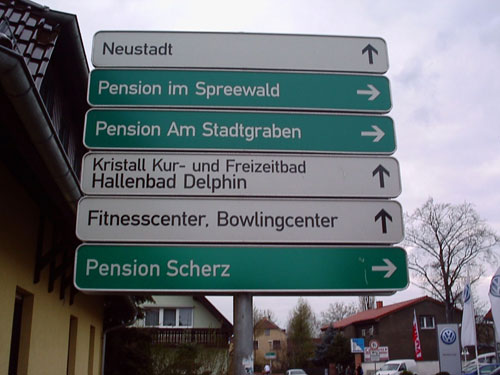 Neustadt
Pension im Spreewald
Pension Am Stadtgraben
Kristall Kur- und Freizeitbad
Hallenbad Delphin
Fitnesscenter, Bowlingcenter
Pension Scherz